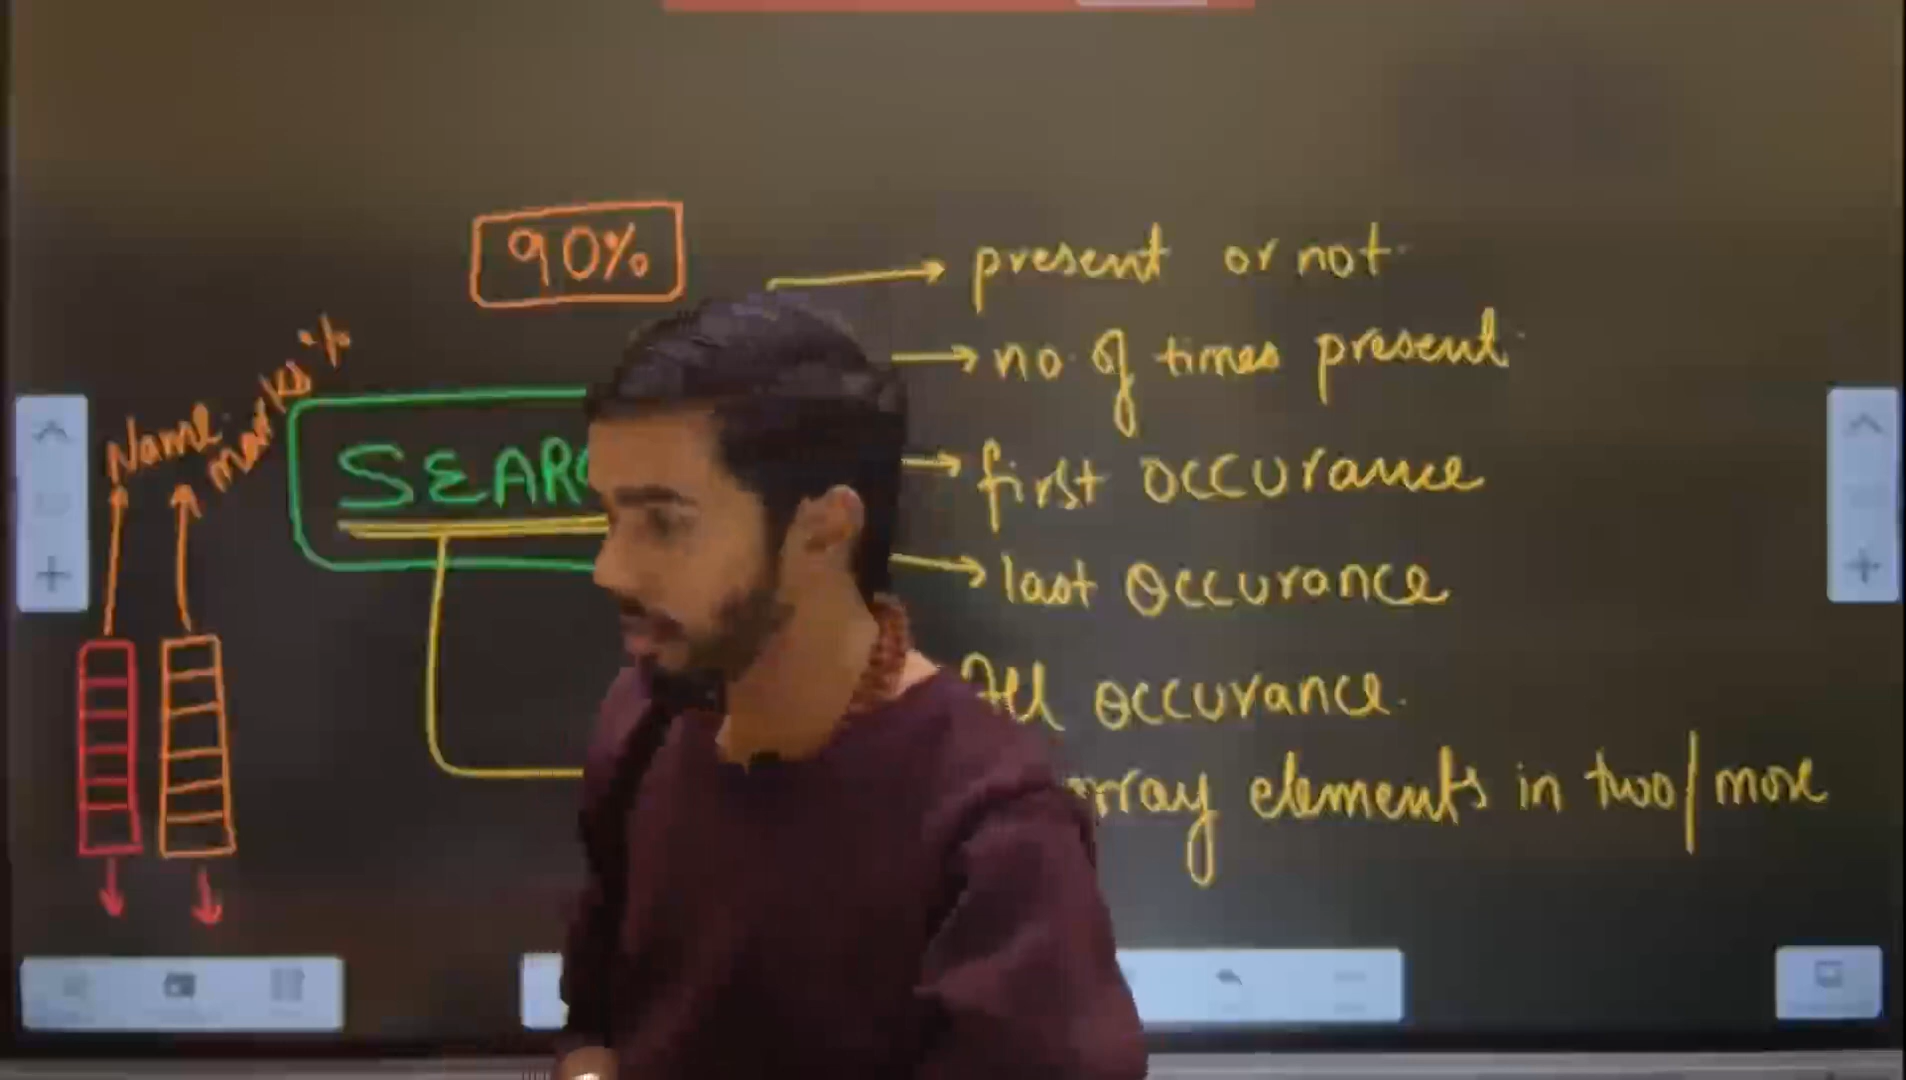 90%
present or not
no. of times present
Name
marks %
first occurance
last occurance
All occurance
elements in two/more